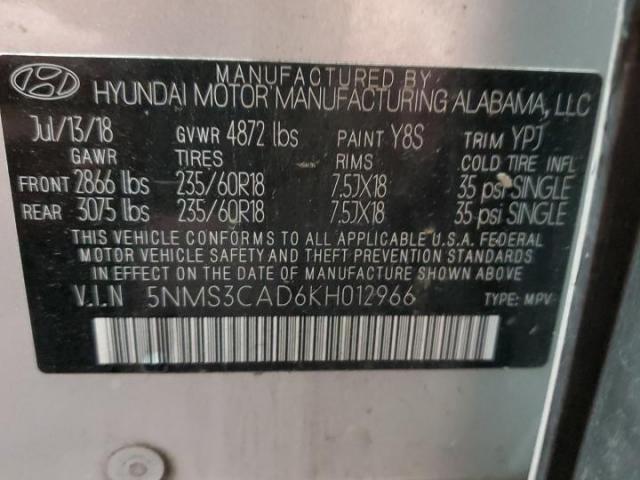 MANUFACTURED BY
HYUNDAI MOTOR MANUFACTURING ALABAMA, LLC
Jul/13/18 GVWR 4872 lbs PAINT Y8S TRIM YPJ
GAWR TIRES RIMS COLD TIRE INFL
FRONT 2866 lbs 235/60R18 7.5JX18 35 psi SINGLE
REAR 3075 lbs 235/60R18 7.5JX18 35 psi SINGLE
THIS VEHICLE CONFORMS TO ALL APPLICABLE U.S.A. FEDERAL
MOTOR VEHICLE SAFETY AND THEFT PREVENTION STANDARDS
IN EFFECT ON THE DATE OF MANUFACTURE SHOWN ABOVE.
V.I.N 5NMS3CAD6KH012966 TYPE: MPV